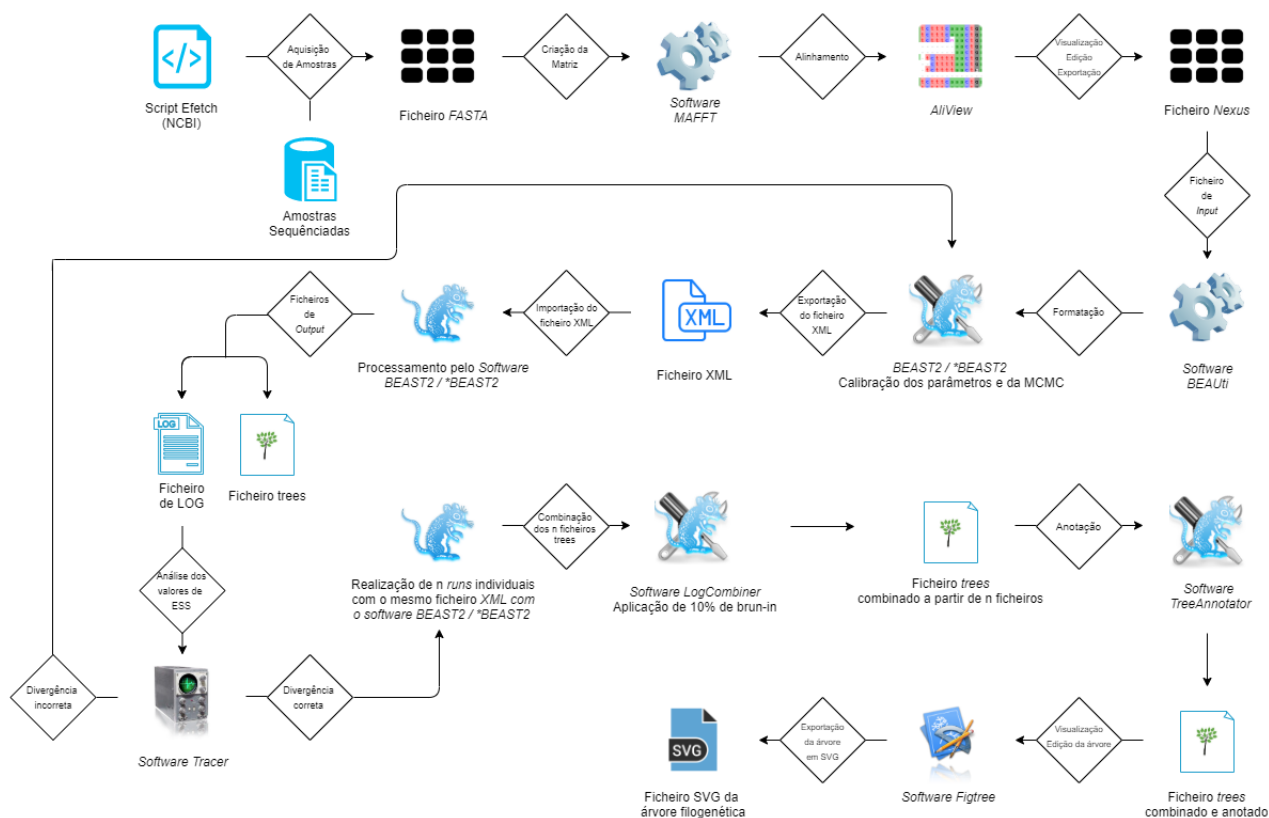 Script Efetch
(NCBI)
Aquisição
de Amostras
Amostras
Sequênciadas
Ficheiro FASTA
Criação da
Matriz
Software
MAFFT
Alinhamento
AliView
Visualização
Edição
Exportação
Ficheiro Nexus
Ficheiro
de
Input
Software
BEAUti
Formatação
BEAST2 / *BEAST2
Calibração dos parâmetros e da MCMC
Exportação
do ficheiro
XML
XML
Ficheiro XML
Importação do
ficheiro XML
Processamento pelo Software
BEAST2 / *BEAST2
Ficheiros
de
Output
LOG
Ficheiro
de LOG
Ficheiro trees
Análise dos
valores de
ESS
Software Tracer
Divergência
incorreta
Divergência
correta
Realização de n runs individuais
com o mesmo ficheiro XML com
o software BEAST2 / *BEAST2
Combinação
dos n ficheiros
trees
Software LogCombiner
Aplicação de 10% de brun-in
Ficheiro trees
combinado a partir de n ficheiros
Anotação
Software
TreeAnnotator
Ficheiro trees
combinado e anotado
Visualização
Edição da árvore
Software Figtree
Exportação
da árvore
em SVG
SVG
Ficheiro SVG da
árvore filogenética